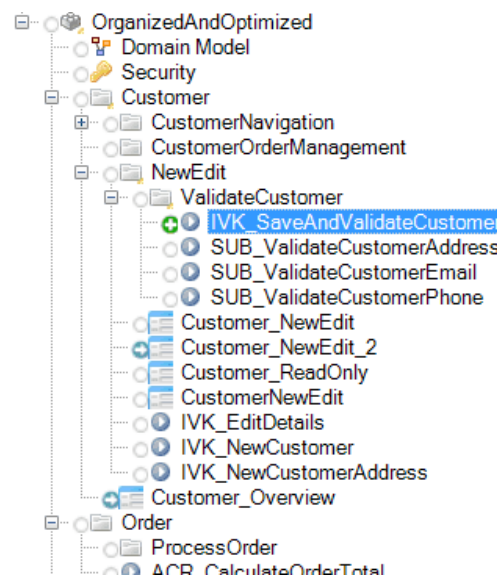 OrganizedAndOptimized
Domain Model
Security
Customer
CustomerNavigation
CustomerOrderManagement
NewEdit
ValidateCustomer
IVK_SaveAndValidateCustomer
SUB_ValidateCustomerAddress
SUB_ValidateCustomerEmail
SUB_ValidateCustomerPhone
Customer_NewEdit
Customer_NewEdit_2
Customer_ReadOnly
CustomerNewEdit
IVK_EditDetails
IVK_NewCustomer
IVK_NewCustomerAddress
Customer_Overview
Order
ProcessOrder
ACR_CalculateOrderTotal